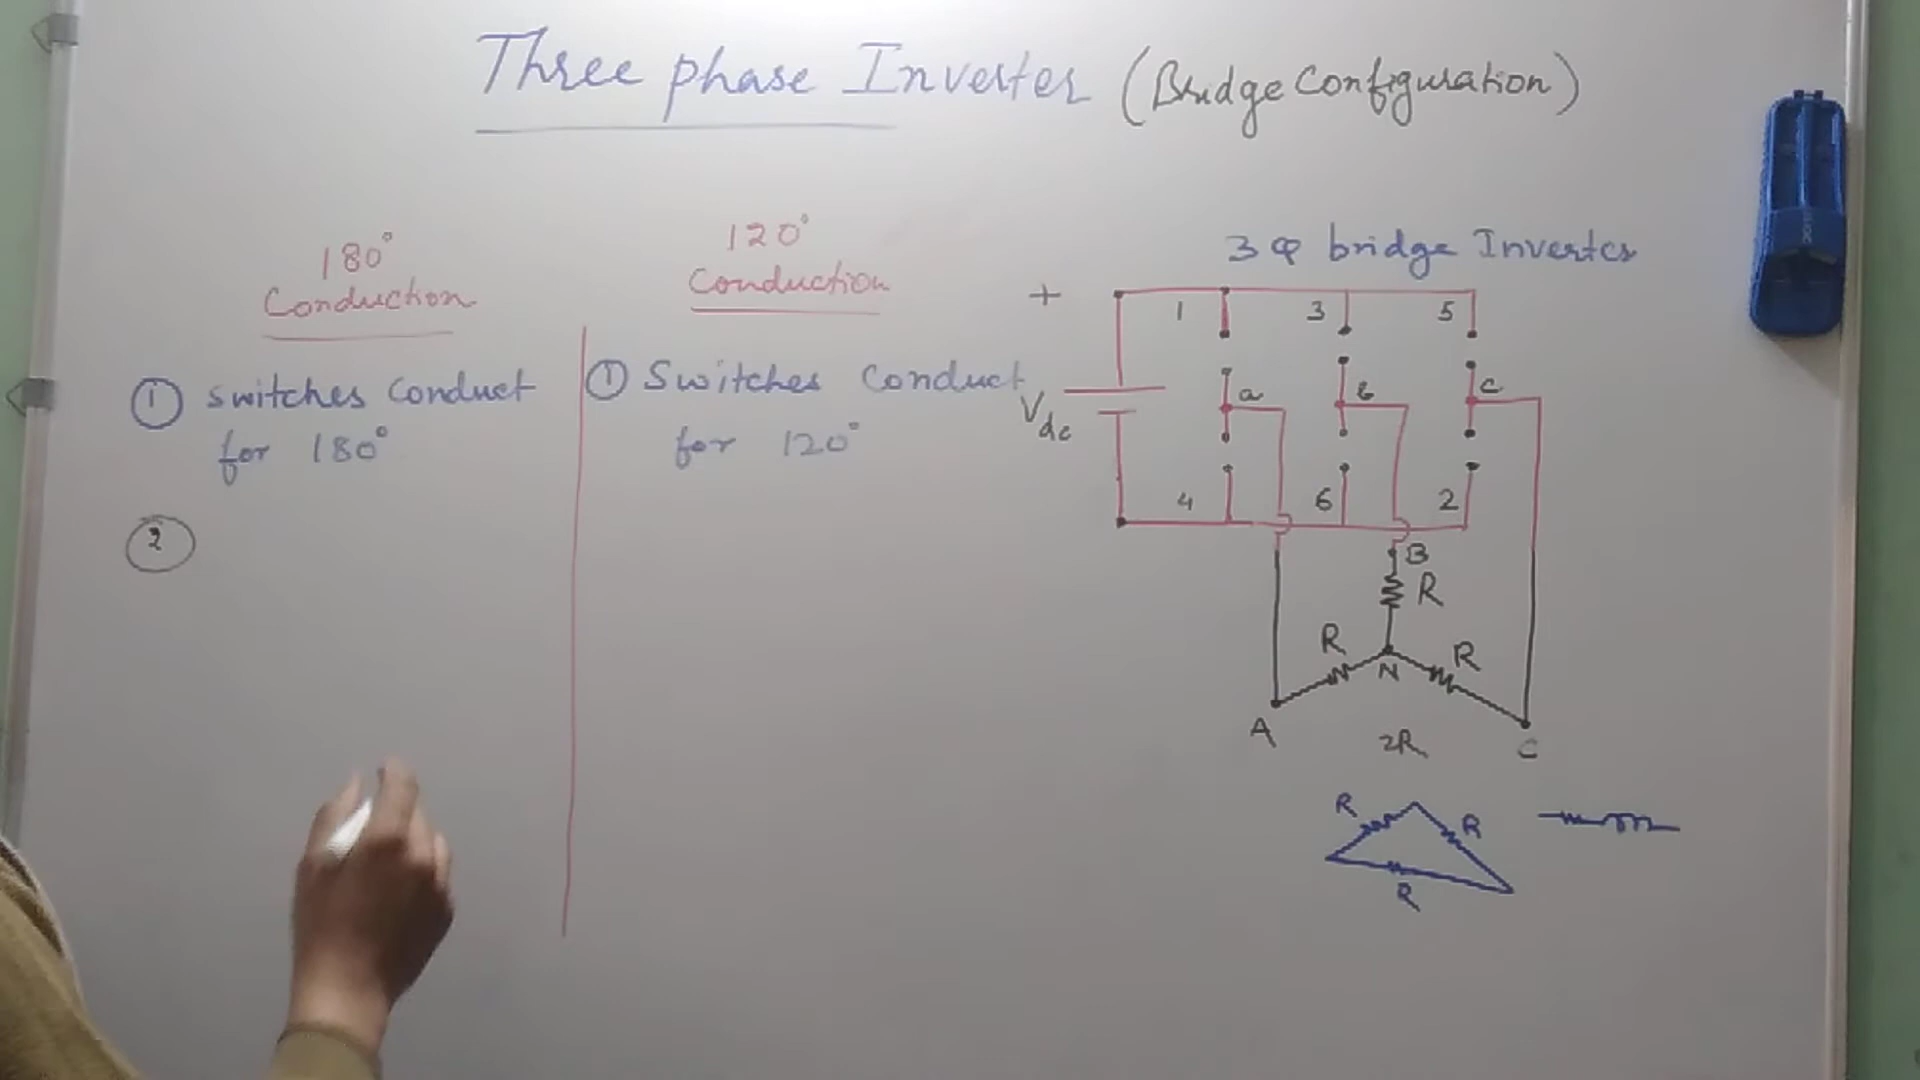 Three phase Inverter (Bridge Configuration)
180°
Conduction
① switches Conduct
for 180°
②
120°
Conduction
① Switches Conduct
for 120°
3 φ bridge Inverter
+
1 3 5
a b c
Vdc
4 6 2
B
R
R
R
N
A
2R
C
R
R
R